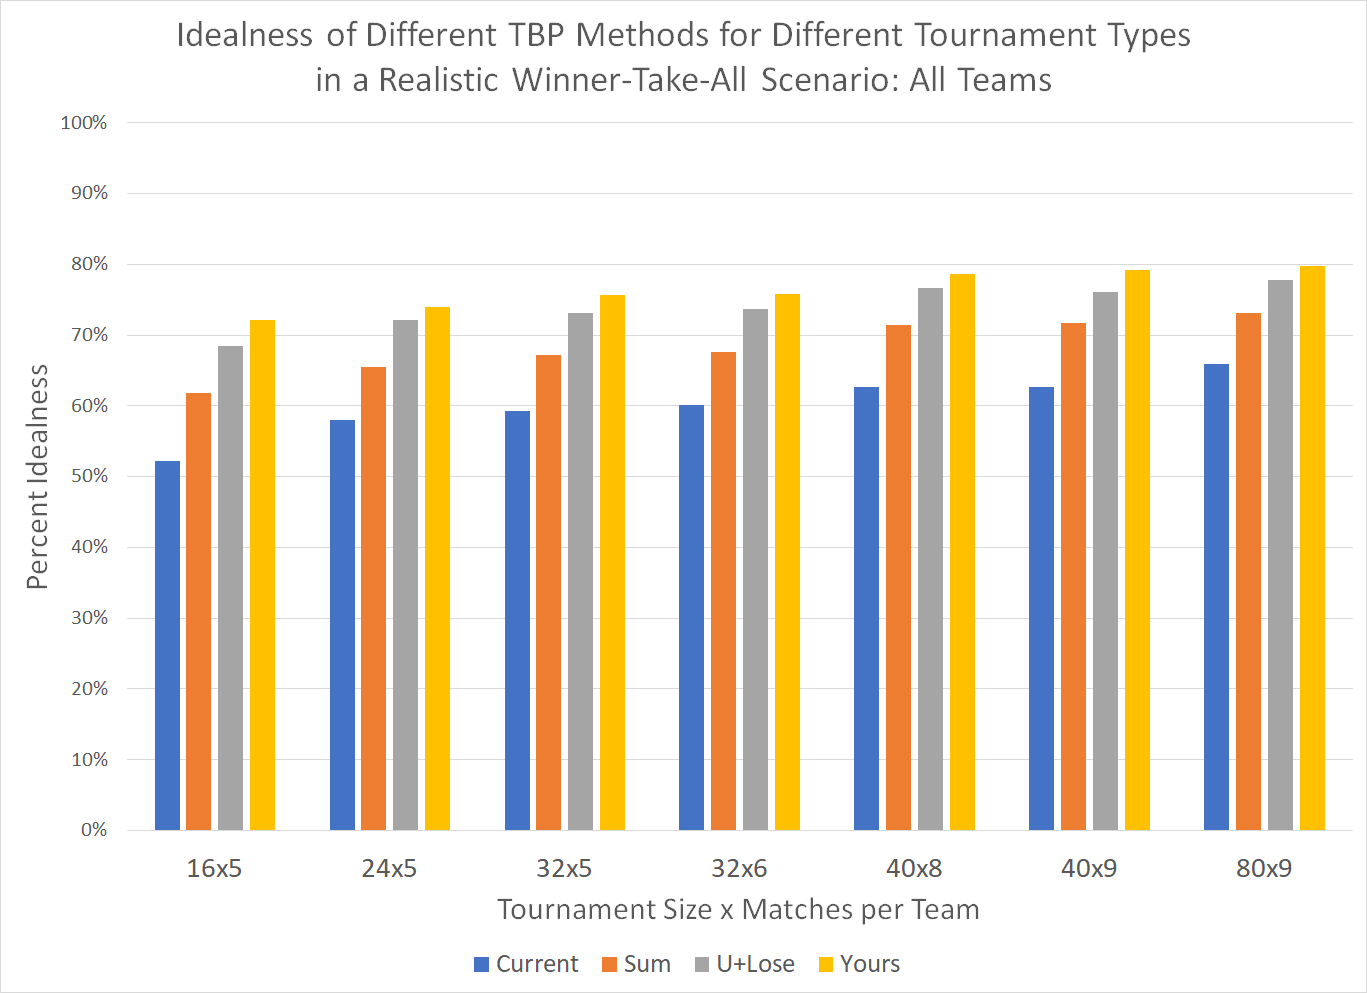 Idealness of Different TBP Methods for Different Tournament Types
in a Realistic Winner-Take-All Scenario: All Teams
100%
90%
80%
70%
60%
50%
40%
30%
20%
10%
0%
Percent Idealness
16x5 24x5 32x5 32x6 40x8 40x9 80x9
Tournament Size x Matches per Team
Current Sum U+Lose Yours